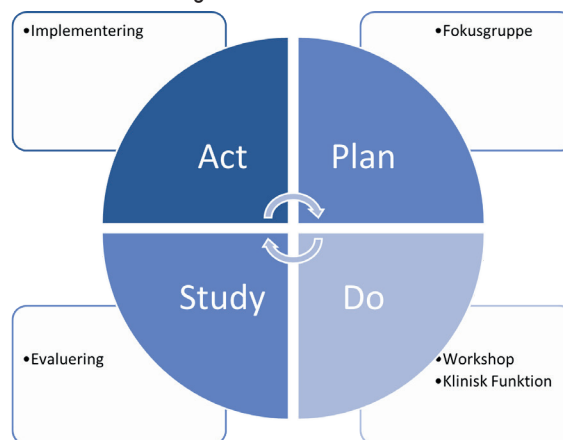 •Implementering
•Fokusgruppe
Act
Plan
Study
Do
•Evaluering
•Workshop
•Klinisk Funktion